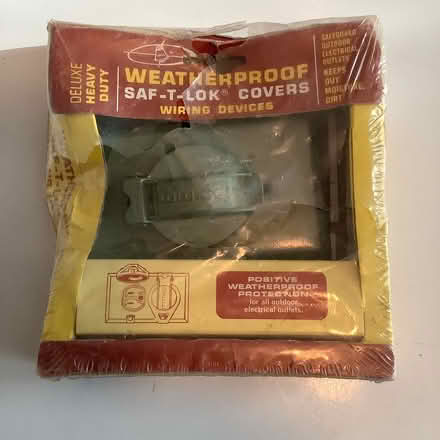 DELUXE
HEAVY
DUTY
WEATHERPROOF
SAF-T-LOK® COVERS
WIRING DEVICES
SAFEGUARD
OUTDOOR
ELECTRICAL
OUTLETS
KEEPS
OUT
MOISTURE,
DIRT
POSITIVE
WEATHERPROOF
PROTECTION
for all outdoor
electrical outlets.